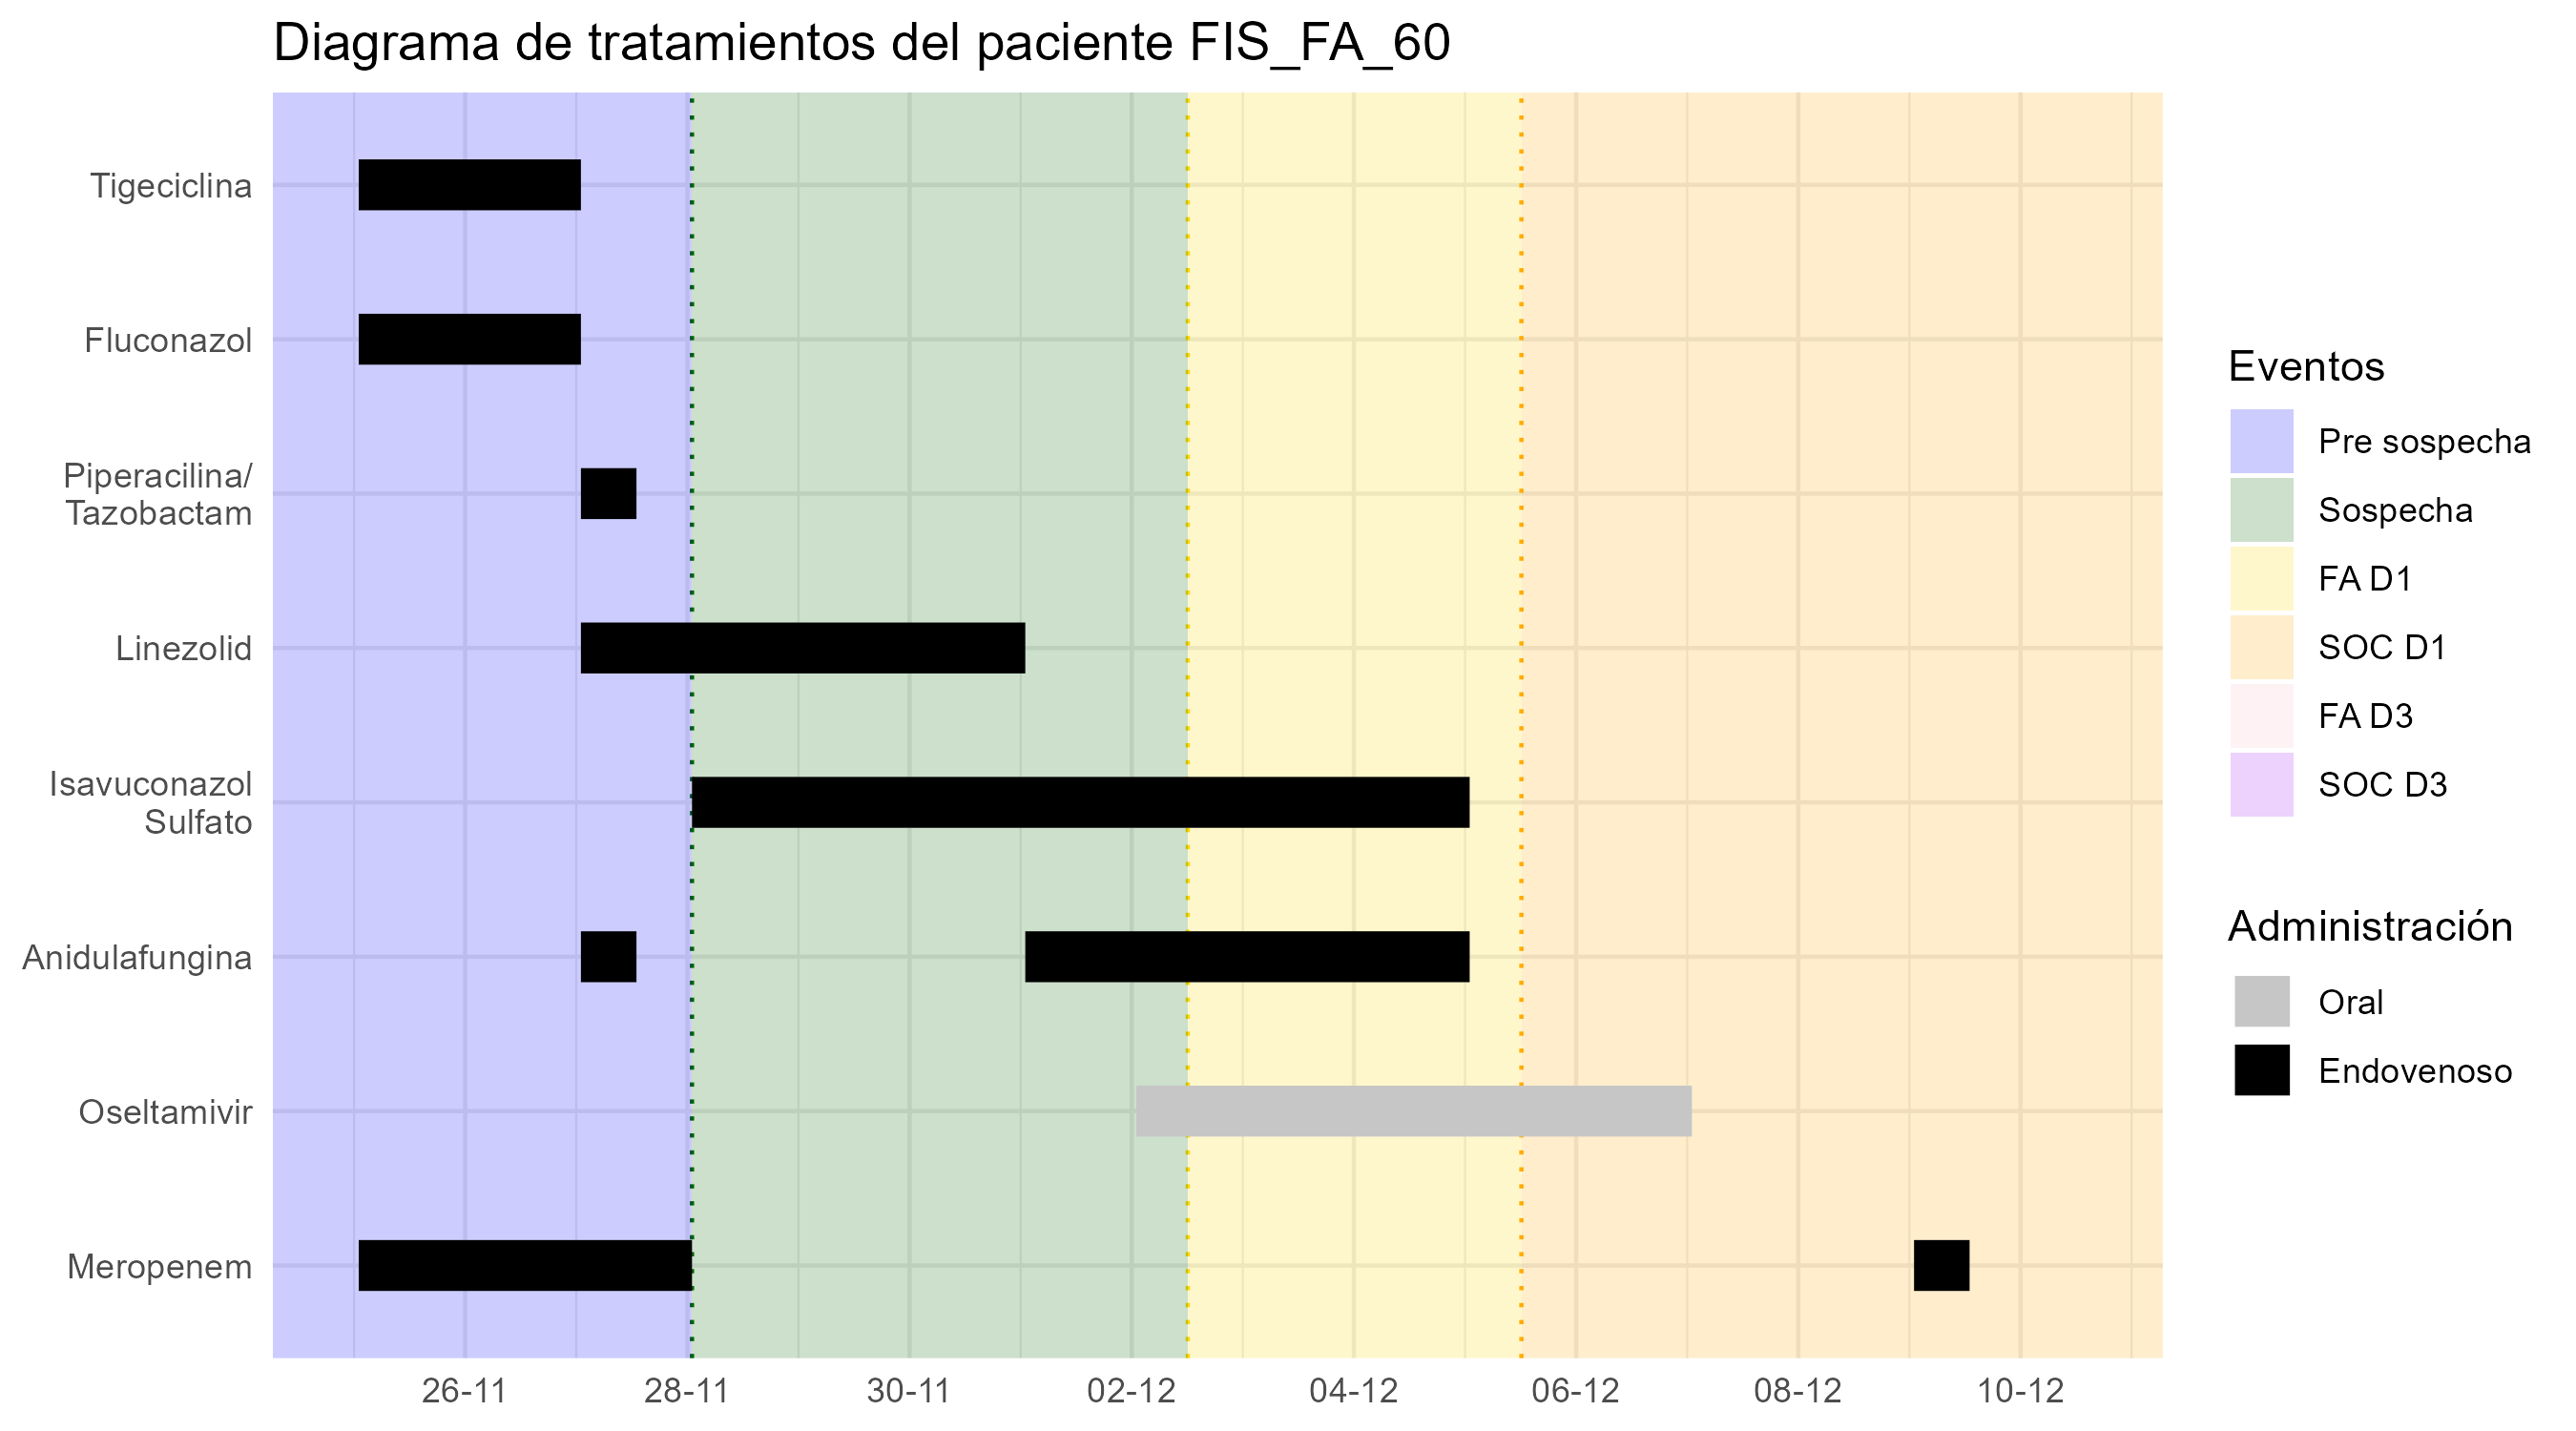 Diagrama de tratamientos del paciente FIS_FA_60
Tigeciclina
Fluconazol
Piperacilina/
Tazobactam
Linezolid
Isavuconazol
Sulfato
Anidulafungina
Oseltamivir
Meropenem
26-11
28-11
30-11
02-12
04-12
06-12
08-12
10-12
Eventos
Pre sospecha
Sospecha
FA D1
SOC D1
FA D3
SOC D3
Administración
Oral
Endovenoso